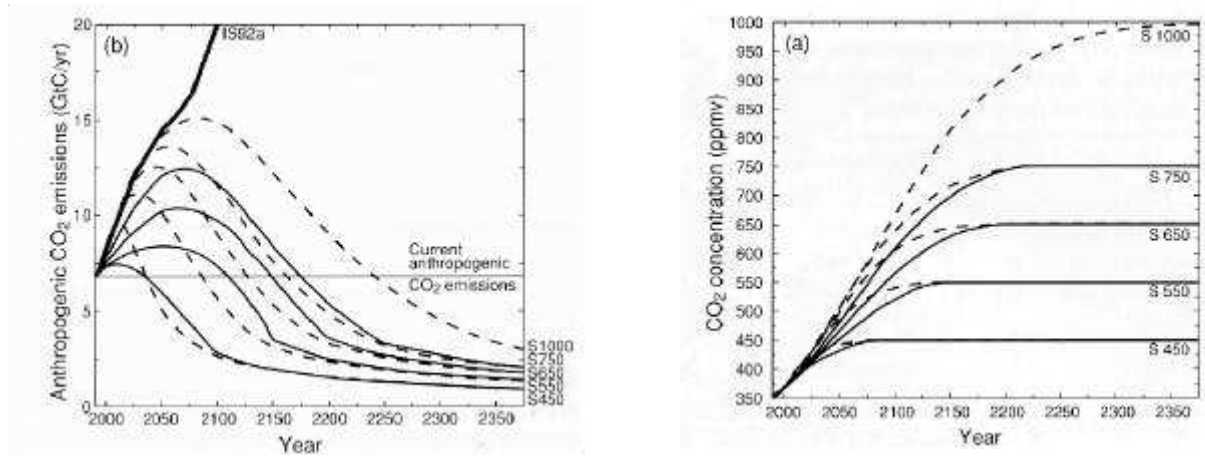 20
15
10
5
0
Anthropogenic CO2 emissions (GtC/yr)
(b)
IS92a
Current
anthropogenic
CO2 emissions
S1000
S750
S650
S550
S450
2000 2050 2100 2150 2200 2250 2300 2350
Year
1000
950
900
850
800
750
700
650
600
550
500
450
400
350
CO2 concentration (ppmv)
(a)
S 1000
S 750
S 650
S 550
S 450
2000 2050 2100 2150 2200 2250 2300 2350
Year